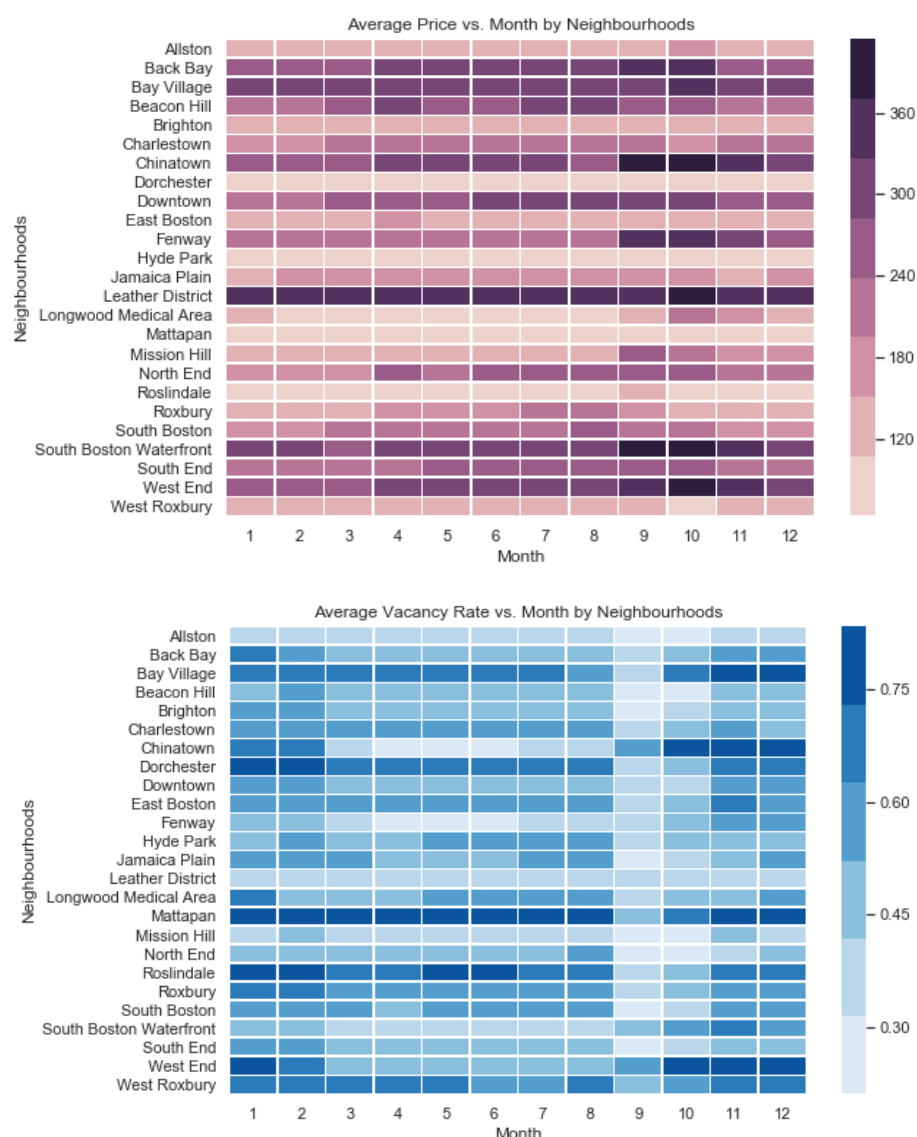 Average Price vs. Month by Neighbourhoods
Allston
Back Bay
Bay Village
Beacon Hill
Brighton
Charlestown
Chinatown
Dorchester
Downtown
East Boston
Fenway
Hyde Park
Jamaica Plain
Leather District
Longwood Medical Area
Mattapan
Mission Hill
North End
Roslindale
Roxbury
South Boston
South Boston Waterfront
South End
West End
West Roxbury
Neighbourhoods
1 2 3 4 5 6 7 8 9 10 11 12
Month
360
300
240
180
120
Average Vacancy Rate vs. Month by Neighbourhoods
Allston
Back Bay
Bay Village
Beacon Hill
Brighton
Charlestown
Chinatown
Dorchester
Downtown
East Boston
Fenway
Hyde Park
Jamaica Plain
Leather District
Longwood Medical Area
Mattapan
Mission Hill
North End
Roslindale
Roxbury
South Boston
South Boston Waterfront
South End
West End
West Roxbury
Neighbourhoods
1 2 3 4 5 6 7 8 9 10 11 12
Month
0.75
0.60
0.45
0.30